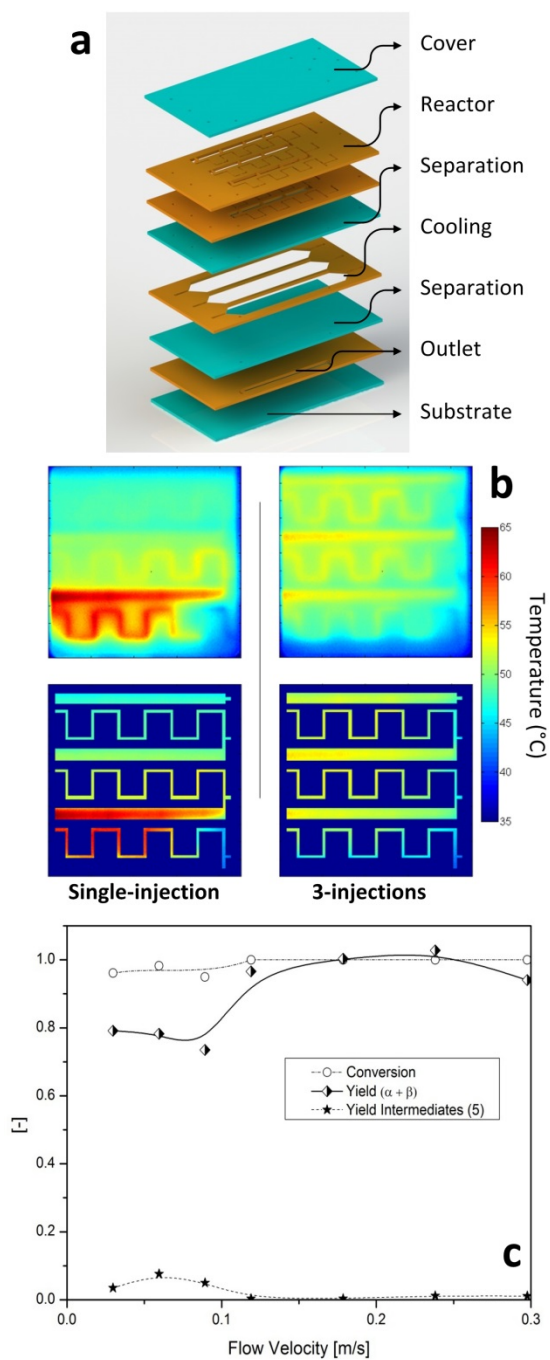 a
Cover
Reactor
Separation
Cooling
Separation
Outlet
Substrate
b
65
60
55
50
45
40
35
Temperature (°C)
Single-injection
3-injections
1.0
0.8
0.6
0.4
0.2
0.0
[-]
Conversion
Yield (α + β)
Yield Intermediates (5)
c
0.0 0.1 0.2 0.3
Flow Velocity [m/s]